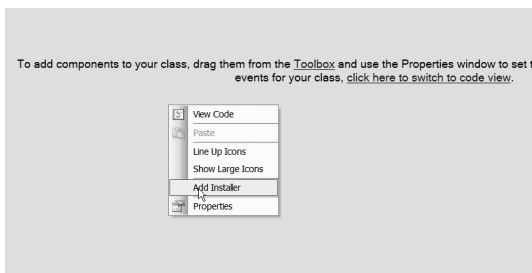 To add components to your class, drag them from the Toolbox and use the Properties window to set
events for your class, click here to switch to code view.
View Code
Paste
Line Up Icons
Show Large Icons
Add Installer
Properties